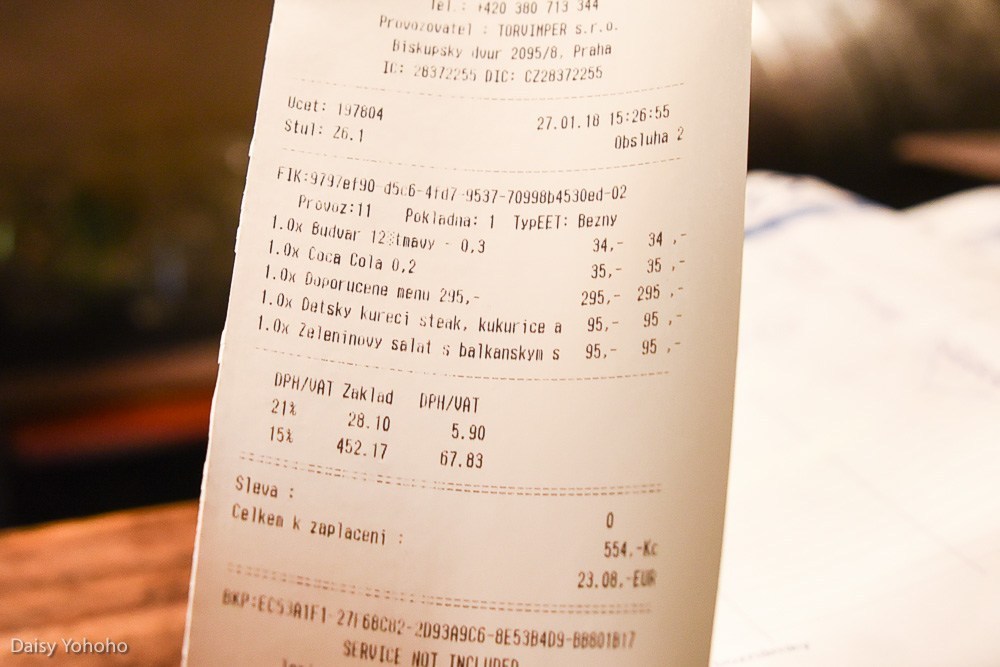 Tel.: +420 380 713 344
Provozovatel : TORVIMPER s.r.o.
Biskupsky dvur 2095/8, Praha
IC: 28372255 DIC: CZ28372255
Ucet: 197804 27.01.18 15:26:55
Stul: 26.1 Obsluha 2
FIK:9797ef90-d5c6-4fd7-9537-70998b4530ed-02
Provoz:11 Pokladna: 1 TypEET: Bezny
1.0x Budvar 12%tmavy - 0,3 34,- 34 ,-
1.0x Coca Cola 0,2 35,- 35 ,-
1.0x Doporucene menu 295,- 295,- 295 ,-
1.0x Detsky kureci steak, kukurice a 95,- 95 ,-
1.0x Zeleninovy salat s balkanskym s 95,- 95 ,-
DPH/VAT Zaklad DPH/VAT
21% 28.10 5.90
15% 452.17 67.83
Sleva : 0
Celkem k zaplaceni : 554,-Kc
23.08,-EUR
BKP:EC53A1F1-27F68C82-2D93A9C6-8E53B4D9-BB801B17
SERVICE NOT INCLUDED
Daisy Yohoho